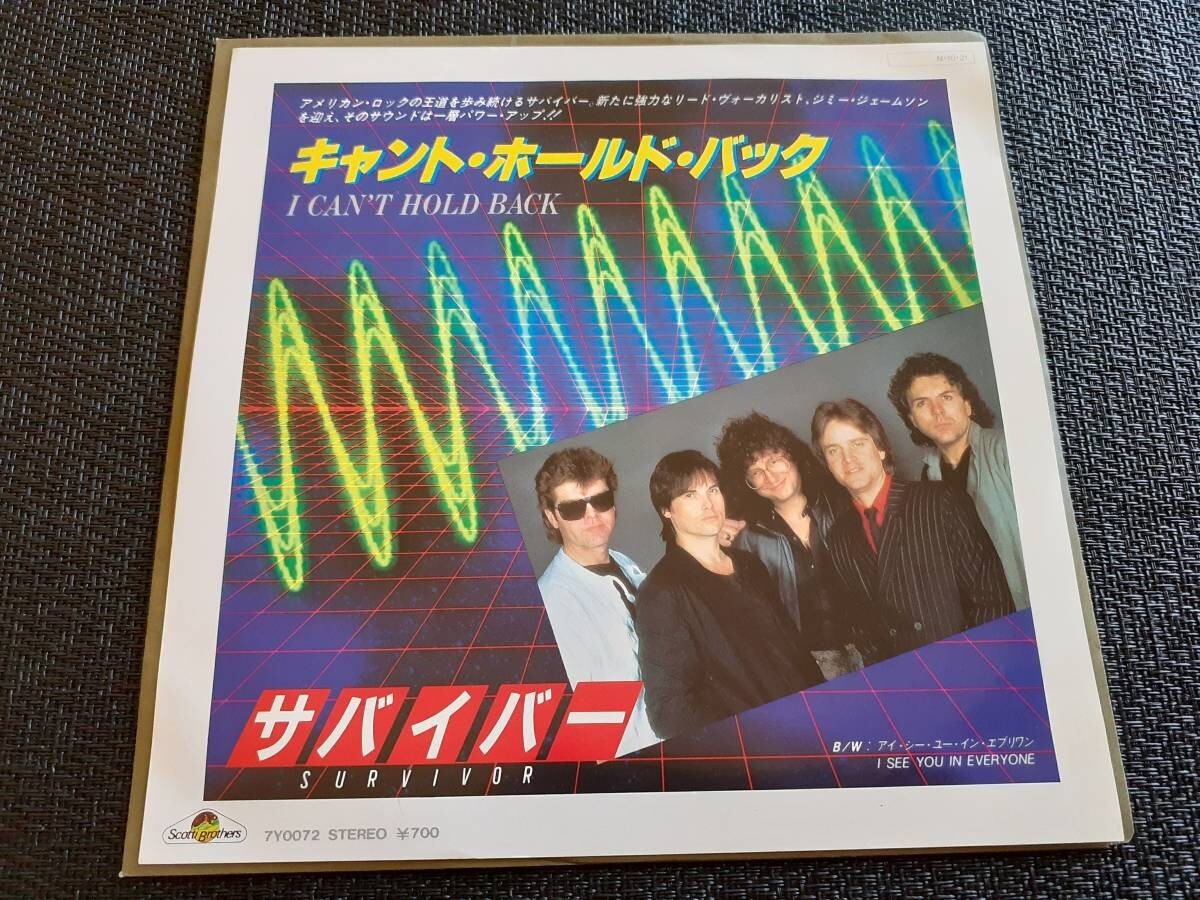 N·10·21
アメリカン・ロックの王道を歩み続けるサバイバー。新たに強力なリード・ヴォーカリスト、ジミー・ジェームソン
を迎え、そのサウンドは一層パワー・アップ!!
キャント・ホールド・バック
I CAN'T HOLD BACK
サバイバー
SURVIVOR
B/W: アイ・シー・ユー・イン・エブリワン
I SEE YOU IN EVERYONE
Scotti Brothers
7Y0072 STEREO ¥700